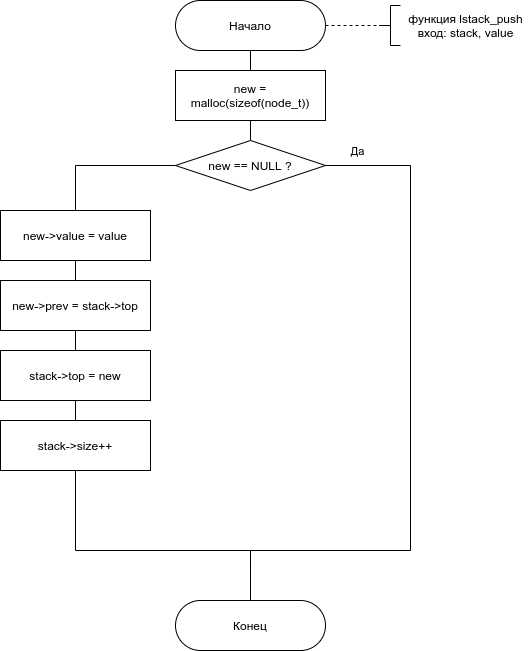 Начало
функция lstack_push
вход: stack, value
new =
malloc(sizeof(node_t))
new == NULL ?
Да
new->value = value
new->prev = stack->top
stack->top = new
stack->size++
Конец